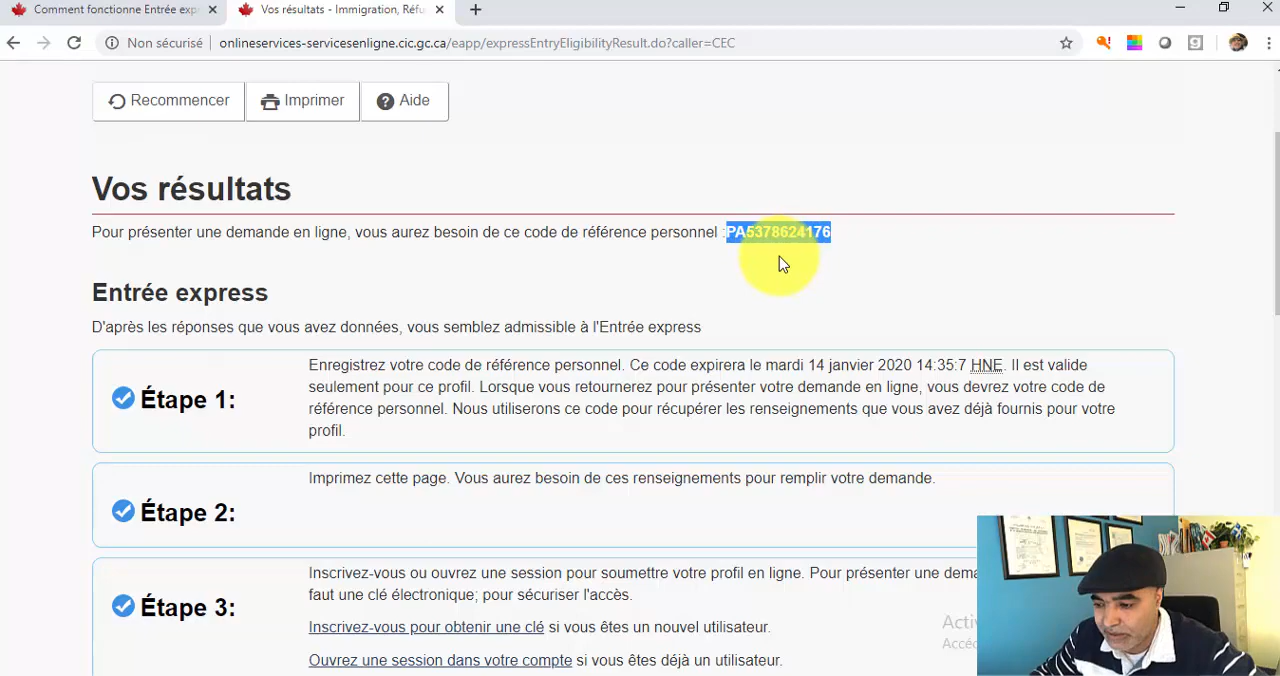 Comment fonctionne Entrée exp
Vos résultats - Immigration, Réfu
Non sécurisé | onlineservices-servicesenligne.cic.gc.ca/eapp/expressEntryEligibilityResult.do?caller=CEC
Recommencer Imprimer Aide
Vos résultats
Pour présenter une demande en ligne, vous aurez besoin de ce code de référence personnel :PA5378624176
Entrée express
D'après les réponses que vous avez données, vous semblez admissible à l'Entrée express
Étape 1:
Enregistrez votre code de référence personnel. Ce code expirera le mardi 14 janvier 2020 14:35:7 HNE. Il est valide
seulement pour ce profil. Lorsque vous retournerez pour présenter votre demande en ligne, vous devrez votre code de
référence personnel. Nous utiliserons ce code pour récupérer les renseignements que vous avez déjà fournis pour votre
profil.
Étape 2:
Imprimez cette page. Vous aurez besoin de ces renseignements pour remplir votre demande.
Étape 3:
Inscrivez-vous ou ouvrez une session pour soumettre votre profil en ligne. Pour présenter une dema
faut une clé électronique; pour sécuriser l'accès.
Inscrivez-vous pour obtenir une clé si vous êtes un nouvel utilisateur.
Ouvrez une session dans votre compte si vous êtes déjà un utilisateur.
Acti
Accé